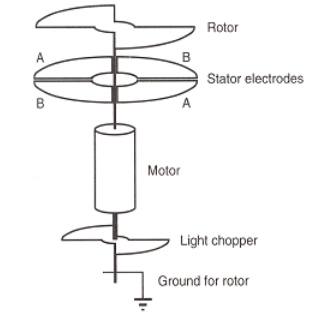 Rotor
A B
Stator electrodes
B A
Motor
Light chopper
Ground for rotor